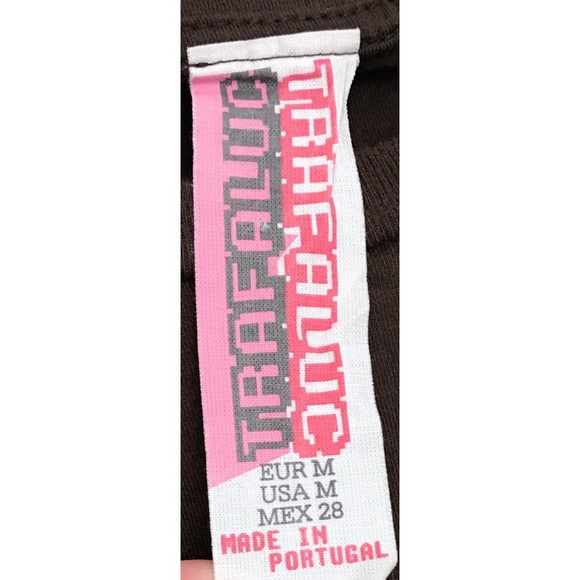 TRAFALUC
TRAFALUC
EUR M
USA M
MEX 28
MADE IN
PORTUGAL